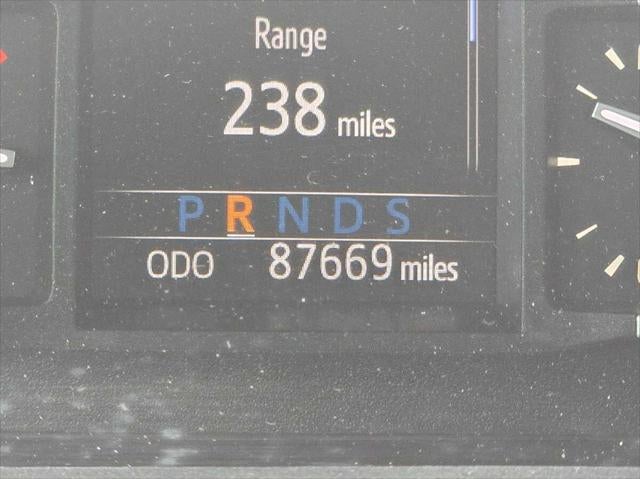 Range
238 miles
P R N D S
ODO 87669 miles